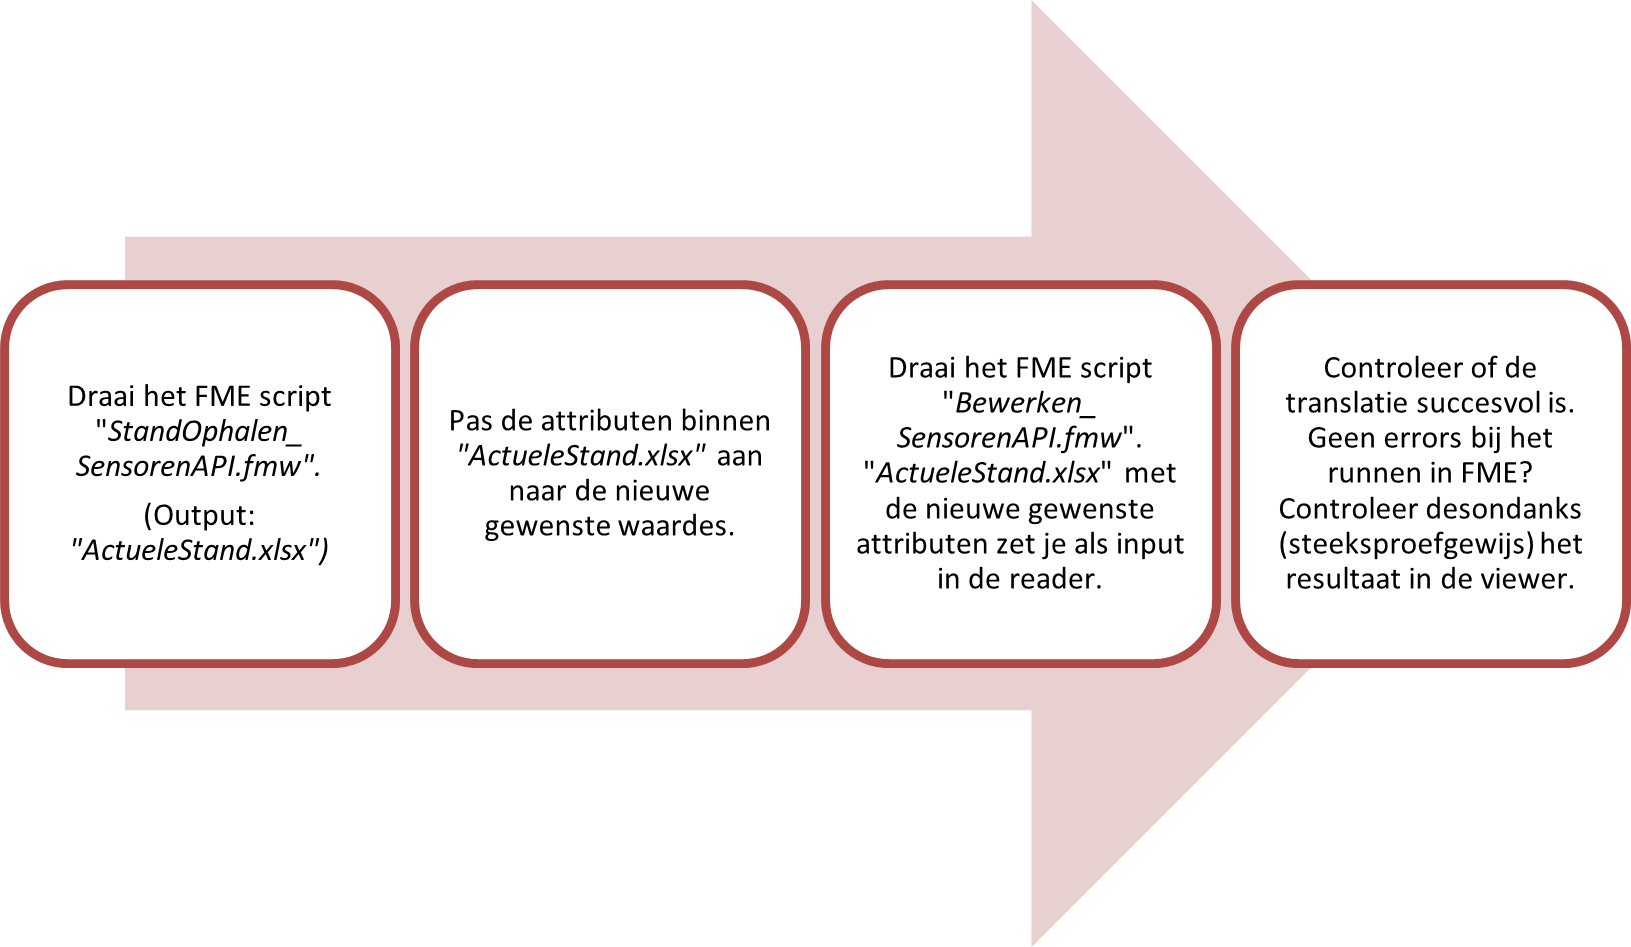 Draai het FME script
"StandOphalen_
SensorenAPI.fmw".
(Output:
"ActueleStand.xlsx")
Pas de attributen binnen
"ActueleStand.xlsx" aan
naar de nieuwe
gewenste waardes.
Draai het FME script
"Bewerken_
SensorenAPI.fmw".
"ActueleStand.xlsx" met
de nieuwe gewenste
attributen zet je als input
in de reader.
Controleer of de
translatie succesvol is.
Geen errors bij het
runnen in FME?
Controleer desondanks
(steeksproefgewijs) het
resultaat in de viewer.